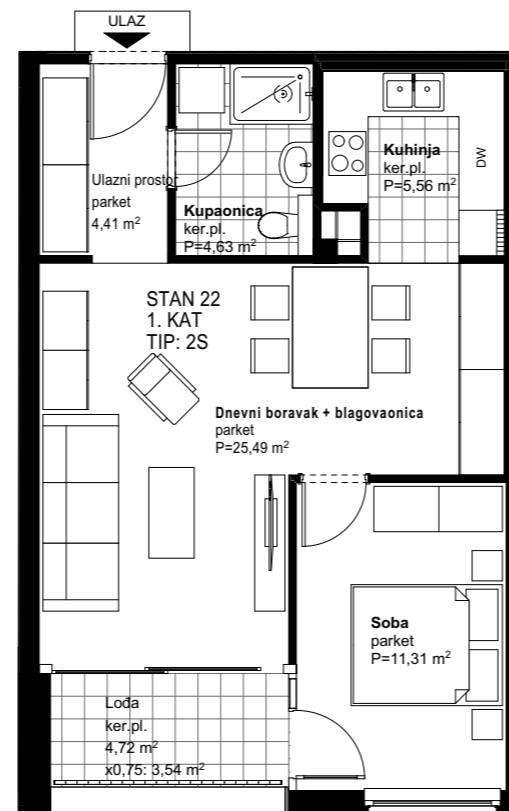 ULAZ
Ulazni prostor
parket
4,41 m²
Kupaonica
ker.pl.
P=4,63 m²
Kuhinja
ker.pl.
P=5,56 m²
DW
STAN 22
1. KAT
TIP: 2S
Dnevni boravak + blagovaonica
parket
P=25,49 m²
Soba
parket
P=11,31 m²
Lođa
ker.pl.
4,72 m²
x0,75: 3,54 m²